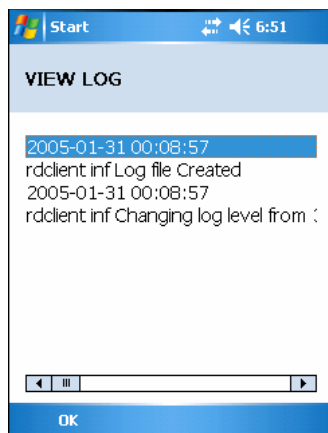 Start 6:51
VIEW LOG
2005-01-31 00:08:57
rdclient inf Log file Created
2005-01-31 00:08:57
rdclient inf Changing log level from
OK